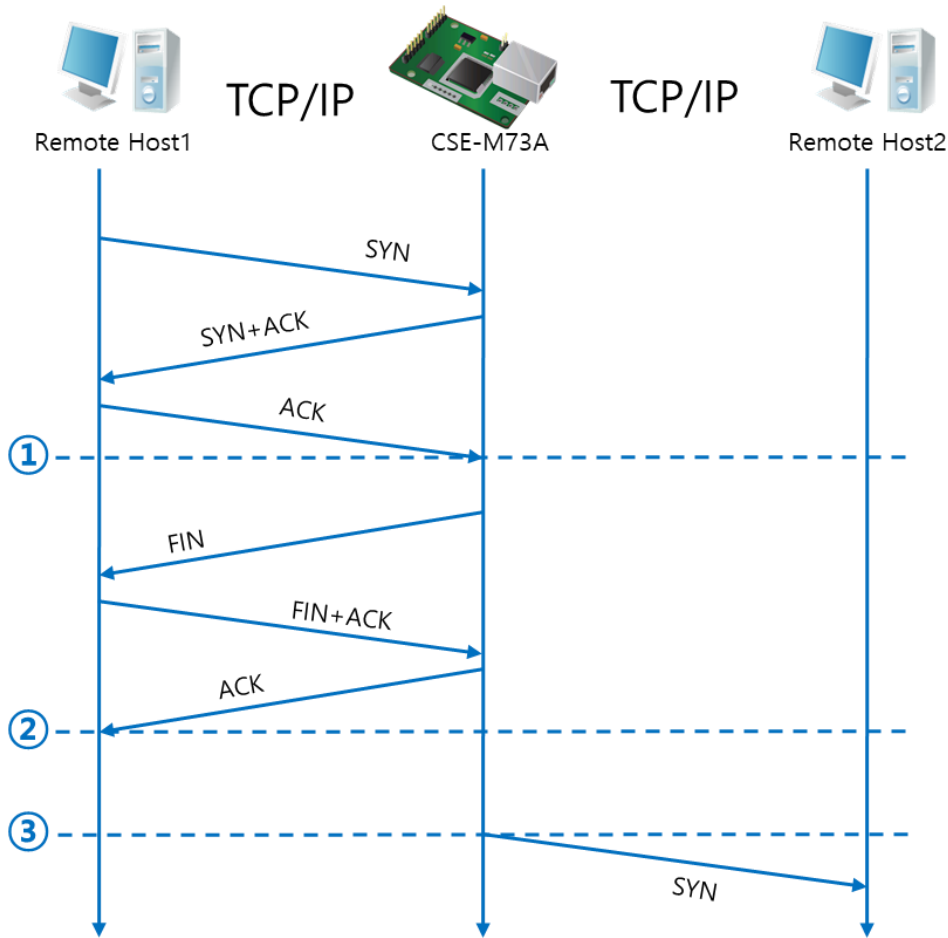 TCP/IP
TCP/IP
Remote Host1
CSE-M73A
Remote Host2
SYN
SYN+ACK
ACK
①
FIN
FIN+ACK
ACK
②
③
SYN